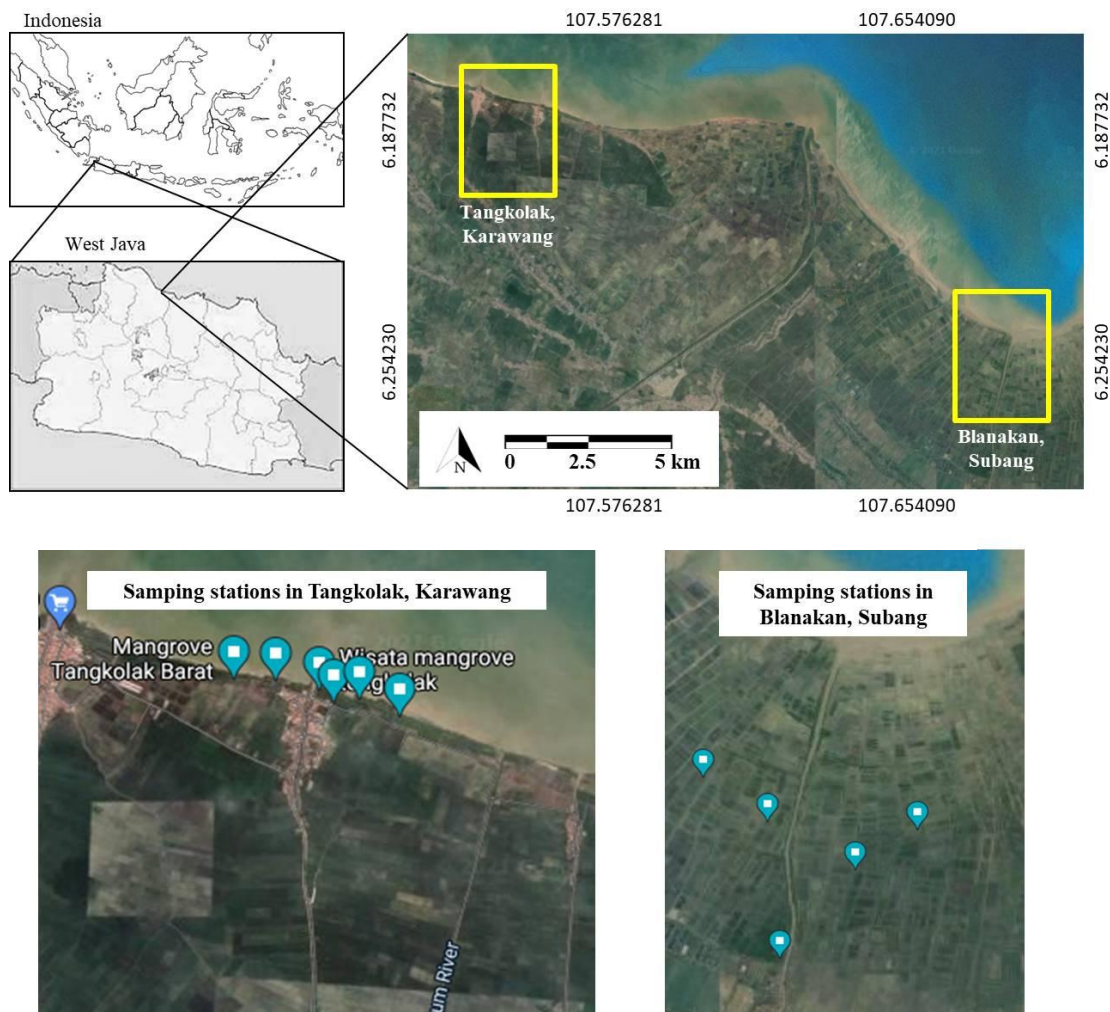 Indonesia
West Java
107.576281
107.654090
6.187732
6.254230
Tangkolak,
Karawang
Blanakan,
Subang
N
0 2.5 5 km
107.576281
107.654090
6.187732
6.254230
Samping stations in Tangkolak, Karawang
Mangrove
Tangkolak Barat
Wisata mangrove
um River
Samping stations in
Blanakan, Subang